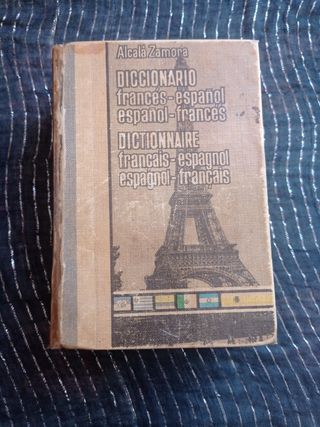 Alcalá Zamora
DICCIONARIO
francés-español
español-francés
DICTIONNAIRE
français-espagnol
espagnol-français